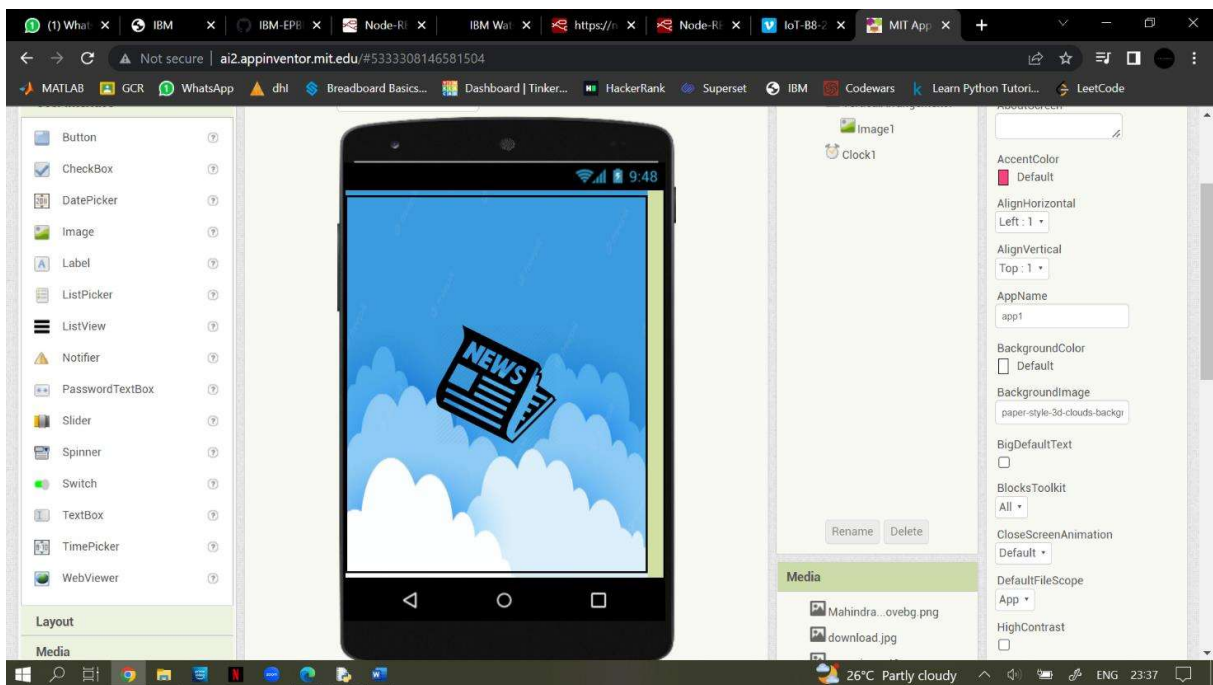 (1) What
IBM
IBM-EPB
Node-RE
IBM Wat
https://n
Node-RE
IoT-B8-2
MIT App
Not secure | ai2.appinventor.mit.edu/#5333308146581504
MATLAB
GCR
WhatsApp
dhl
Breadboard Basics...
Dashboard | Tinker...
HackerRank
Superset
IBM
Codewars
Learn Python Tutori...
LeetCode
Button
CheckBox
DatePicker
Image
Label
ListPicker
ListView
Notifier
PasswordTextBox
Slider
Spinner
Switch
TextBox
TimePicker
WebViewer
Layout
Media
9:48
NEWS
Image1
Clock1
Rename
Delete
Media
Mahindra...ovebg.png
download.jpg
AboutScreen
AccentColor
Default
AlignHorizontal
Left : 1
AlignVertical
Top : 1
AppName
app1
BackgroundColor
Default
BackgroundImage
paper-style-3d-clouds-backgr
BigDefaultText
BlocksToolkit
All
CloseScreenAnimation
Default
DefaultFileScope
App
HighContrast
26°C Partly cloudy
ENG
23:37